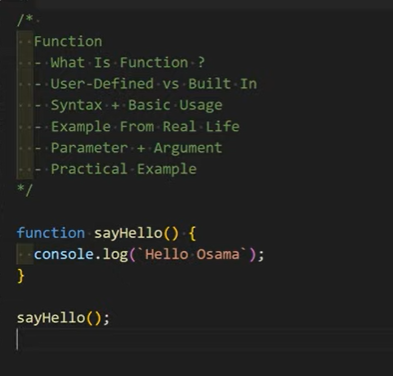 /*
  Function
  - What Is Function ?
  - User-Defined vs Built In
  - Syntax + Basic Usage
  - Example From Real Life
  - Parameter + Argument
  - Practical Example
*/
function sayHello() {
  console.log(`Hello Osama`);
}
sayHello();